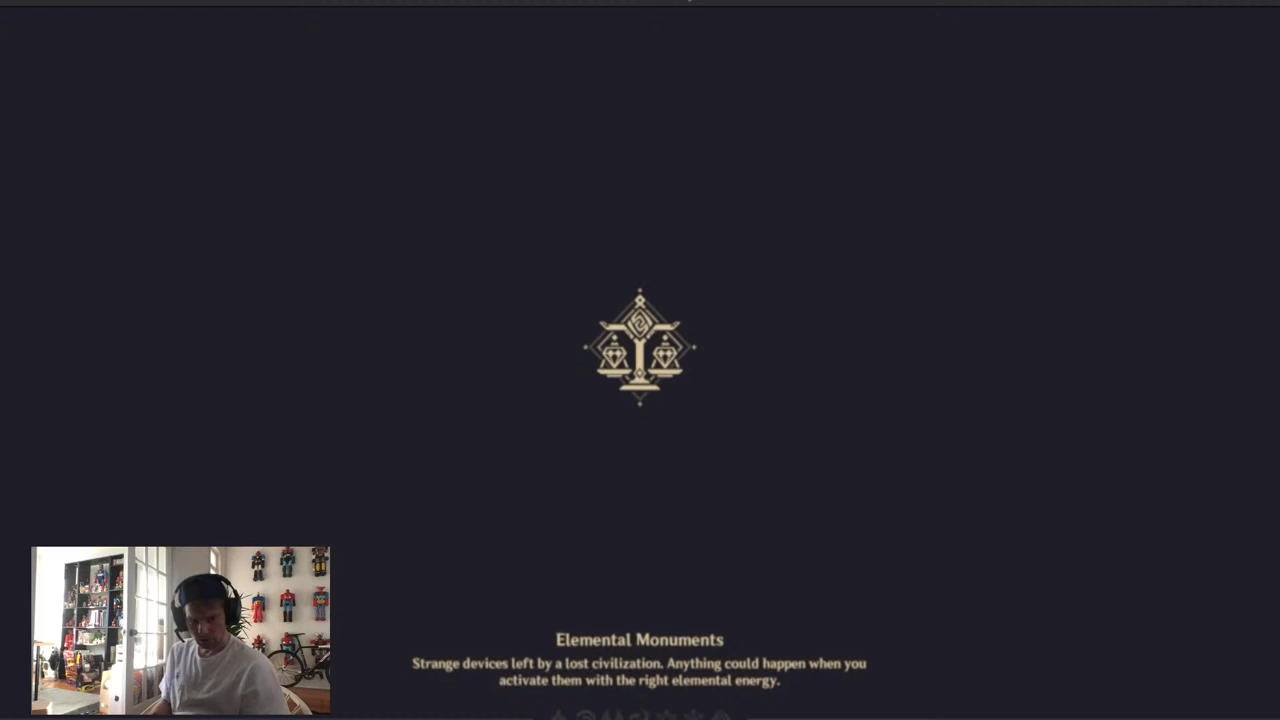 Elemental Monuments
Strange devices left by a lost civilization. Anything could happen when you
activate them with the right elemental energy.